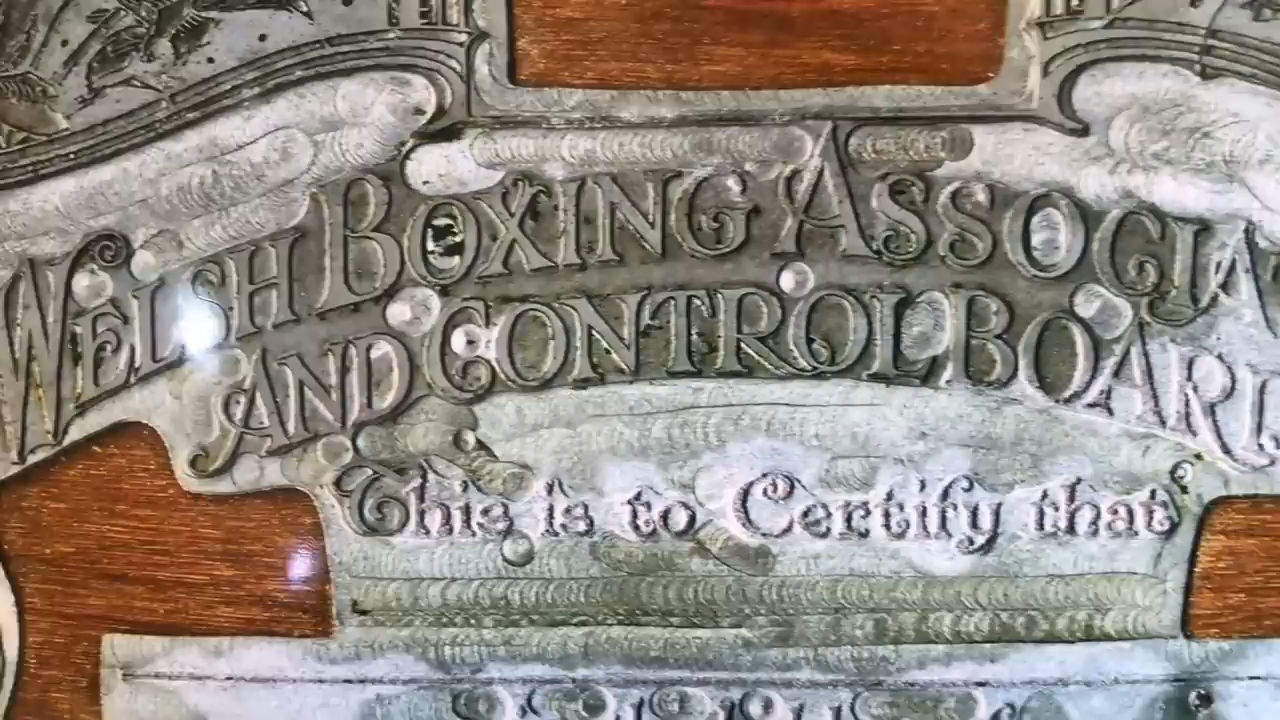 WELSH BOXING ASSOCIA
AND CONTROL BOAR
This is to Certify that